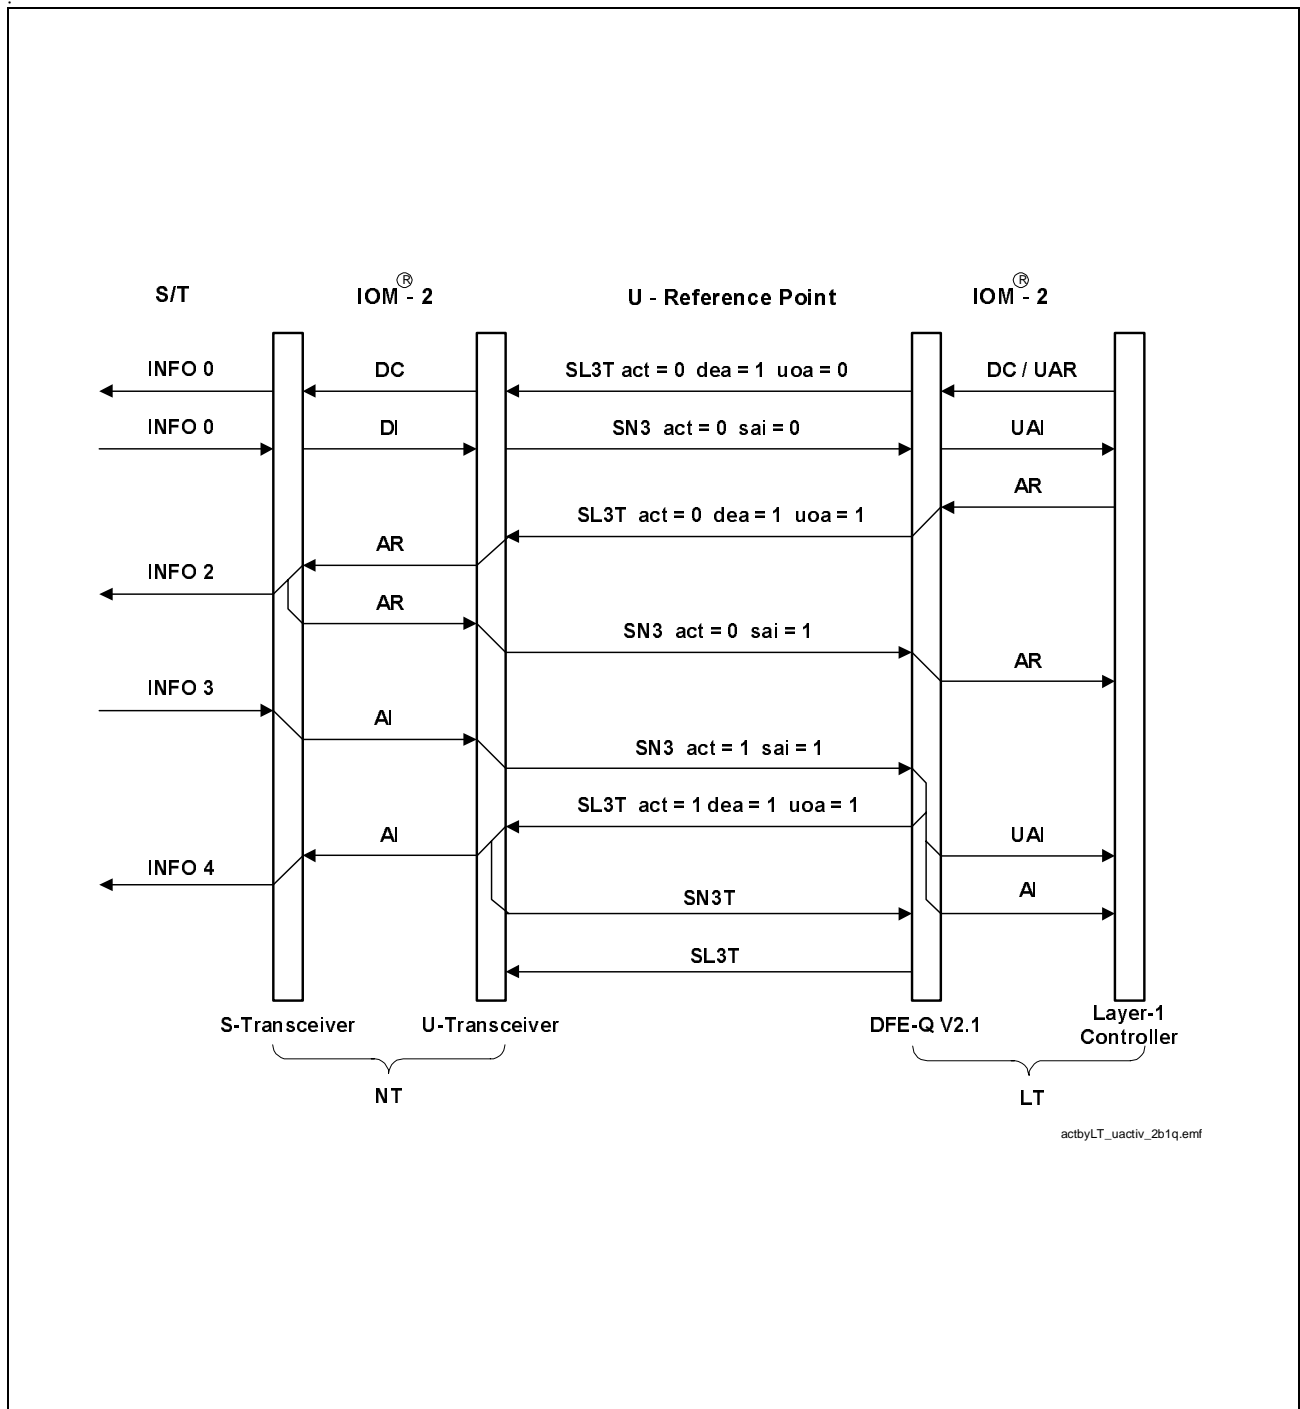 S/T IOM® - 2 U - Reference Point IOM® - 2
INFO 0 DC SL3T act = 0 dea = 1 uoa = 0 DC / UAR
INFO 0 DI SN3 act = 0 sai = 0 UAI
AR
SL3T act = 0 dea = 1 uoa = 1
AR
INFO 2
AR
SN3 act = 0 sai = 1
AR
INFO 3
AI
SN3 act = 1 sai = 1
SL3T act = 1 dea = 1 uoa = 1
AI UAI
INFO 4
SN3T AI
SL3T
S-Transceiver U-Transceiver DFE-Q V2.1 Layer-1
Controller
NT LT
actbyLT_uactiv_2b1q.emf